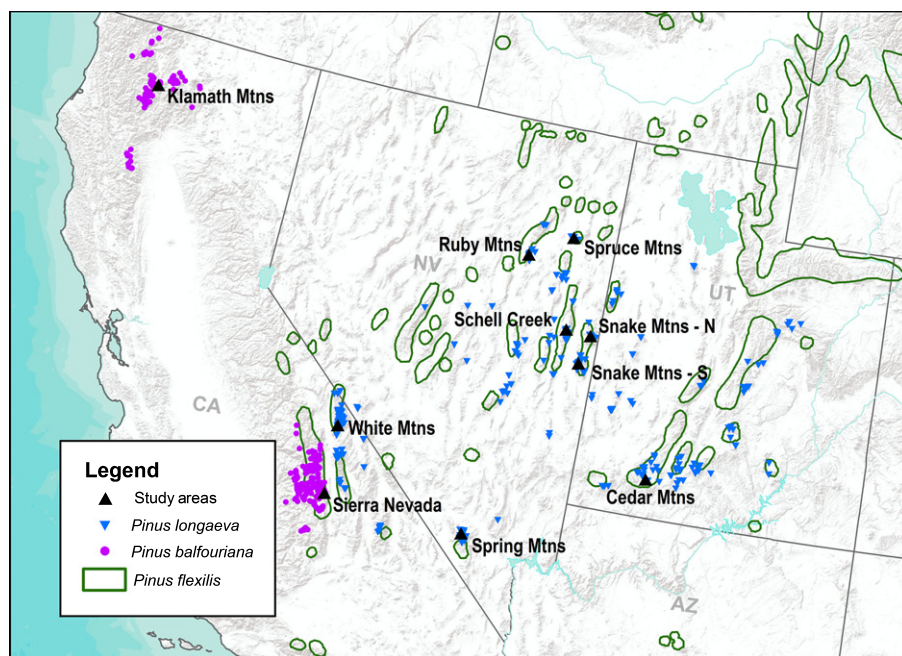 Klamath Mtns
Ruby Mtns
Spruce Mtns
NV
UT
Schell Creek
Snake Mtns - N
Snake Mtns - S
CA
White Mtns
Sierra Nevada
Cedar Mtns
Spring Mtns
AZ
Legend
Study areas
Pinus longaeva
Pinus balfouriana
Pinus flexilis